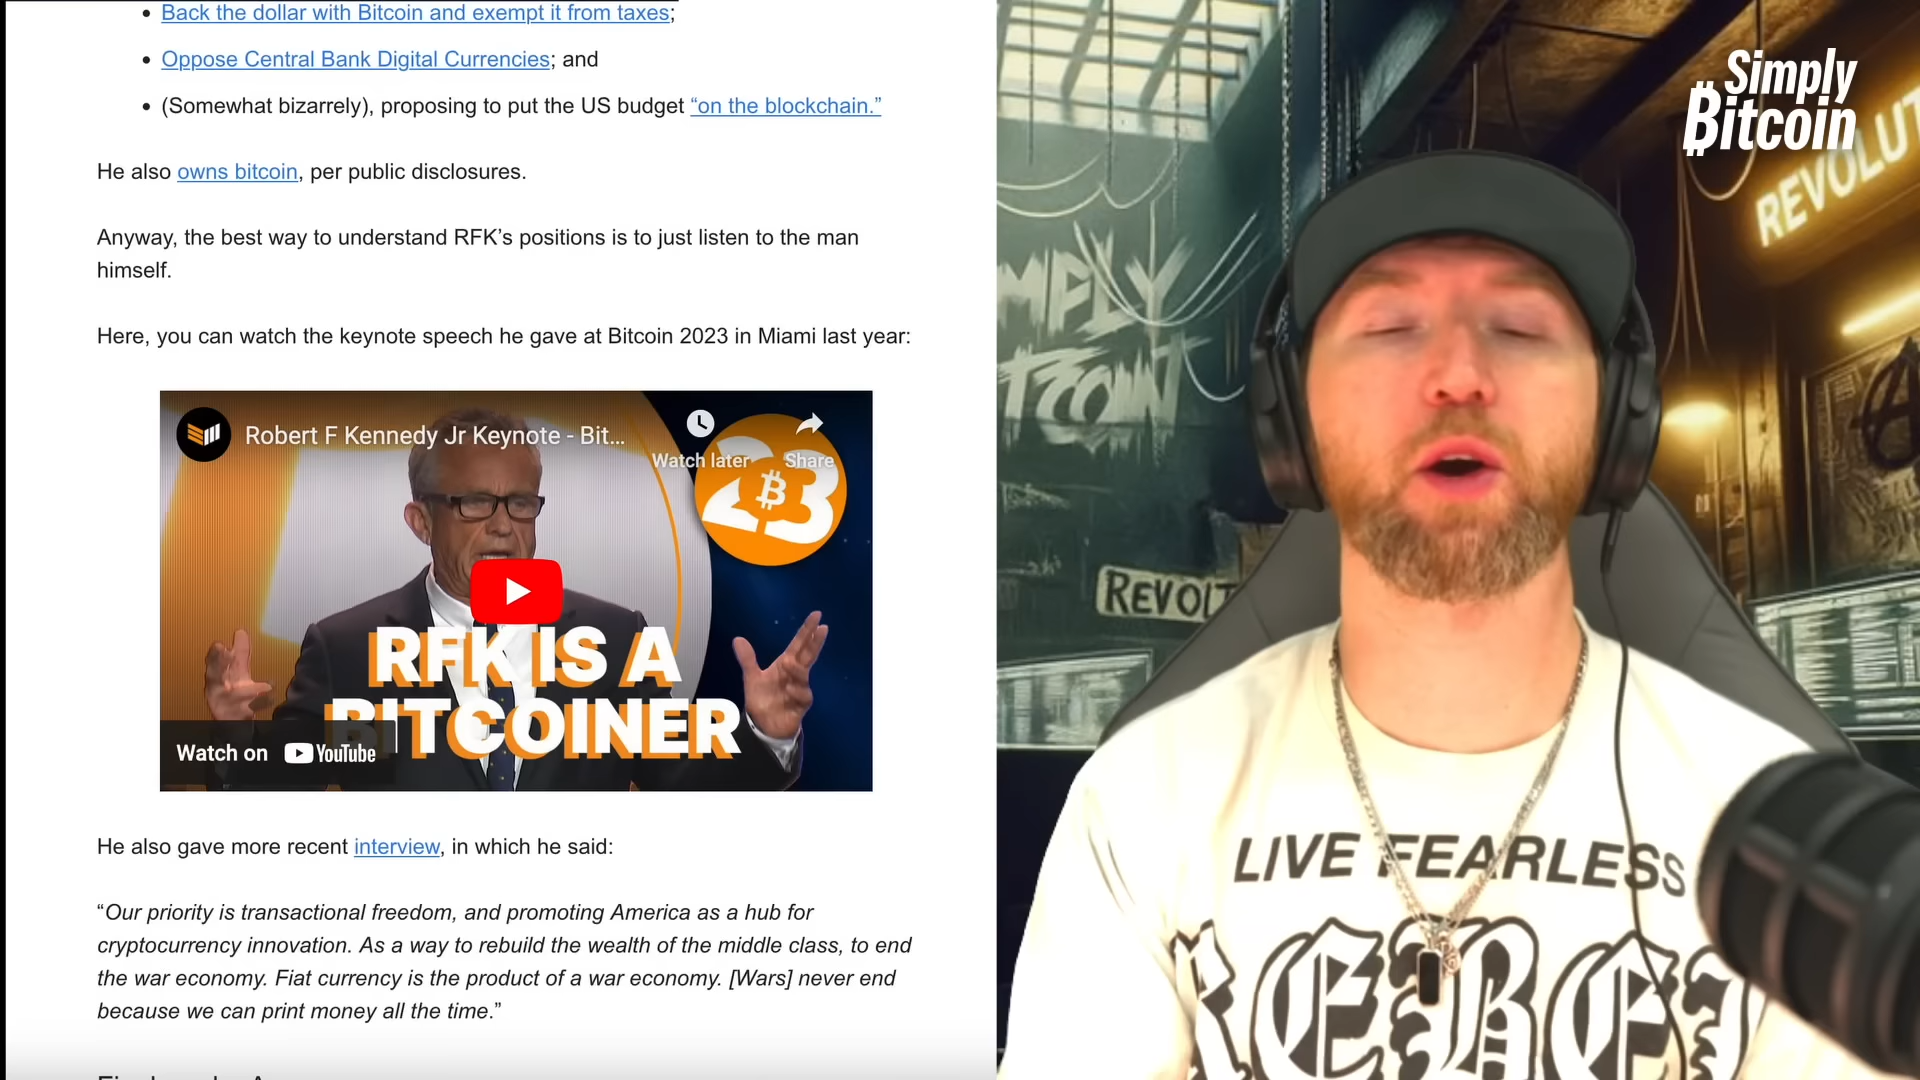 Back the dollar with Bitcoin and exempt it from taxes;
Oppose Central Bank Digital Currencies; and
(Somewhat bizarrely), proposing to put the US budget “on the blockchain.”
He also owns bitcoin, per public disclosures.
Anyway, the best way to understand RFK’s positions is to just listen to the man
himself.
Here, you can watch the keynote speech he gave at Bitcoin 2023 in Miami last year:
Robert F Kennedy Jr Keynote - Bit...
Watch later
Share
23
RFK IS A
BITCOINER
Watch on YouTube
He also gave more recent interview, in which he said:
“Our priority is transactional freedom, and promoting America as a hub for
cryptocurrency innovation. As a way to rebuild the wealth of the middle class, to end
the war economy. Fiat currency is the product of a war economy. [Wars] never end
because we can print money all the time.”
Simply
Bitcoin
REVOLUT
MPLY
TCOIN
REVOLT
LIVE FEARLESS
REBEL